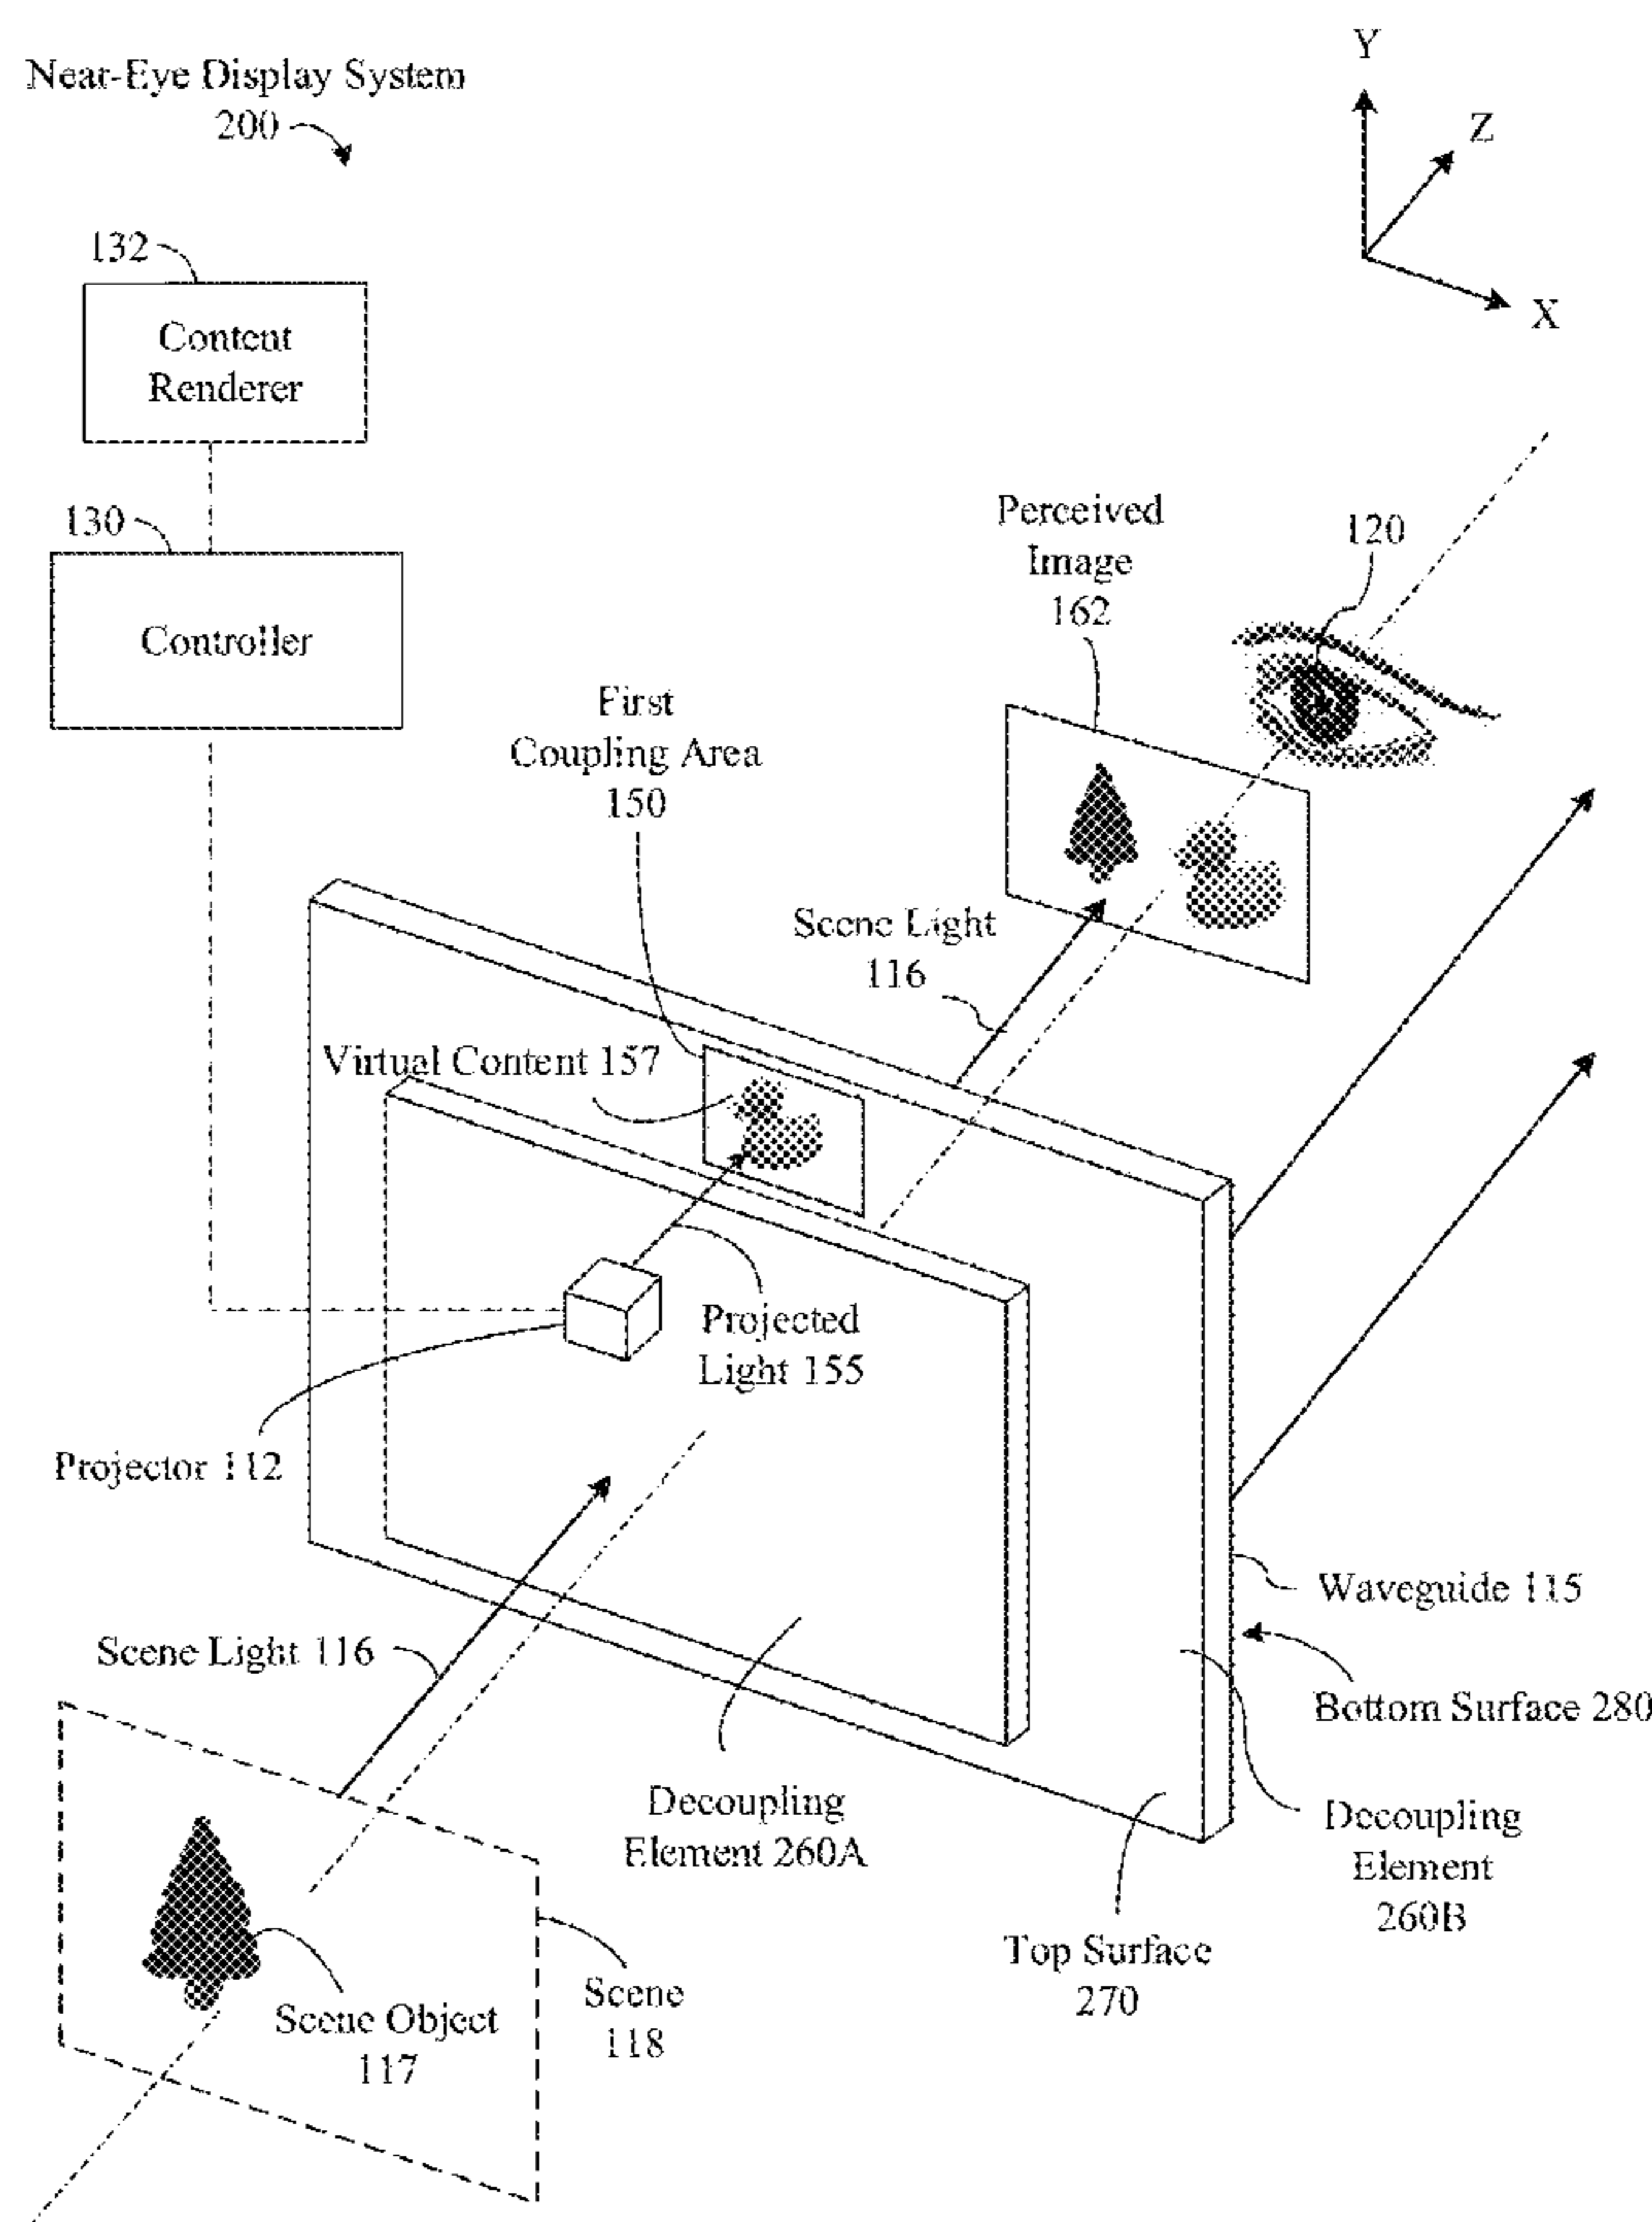 Near-Eye Display System
200
Y
Z
X
132
Content
Renderer
130
Controller
Perceived
Image
162
120
First
Coupling Area
150
Scene Light
116
Virtual Content 157
Projected
Light 155
Projector 112
Waveguide 115
Scene Light 116
Bottom Surface 280
Decoupling
Element 260A
Decoupling
Element
260B
Top Surface
270
Scene
118
Scene Object
117